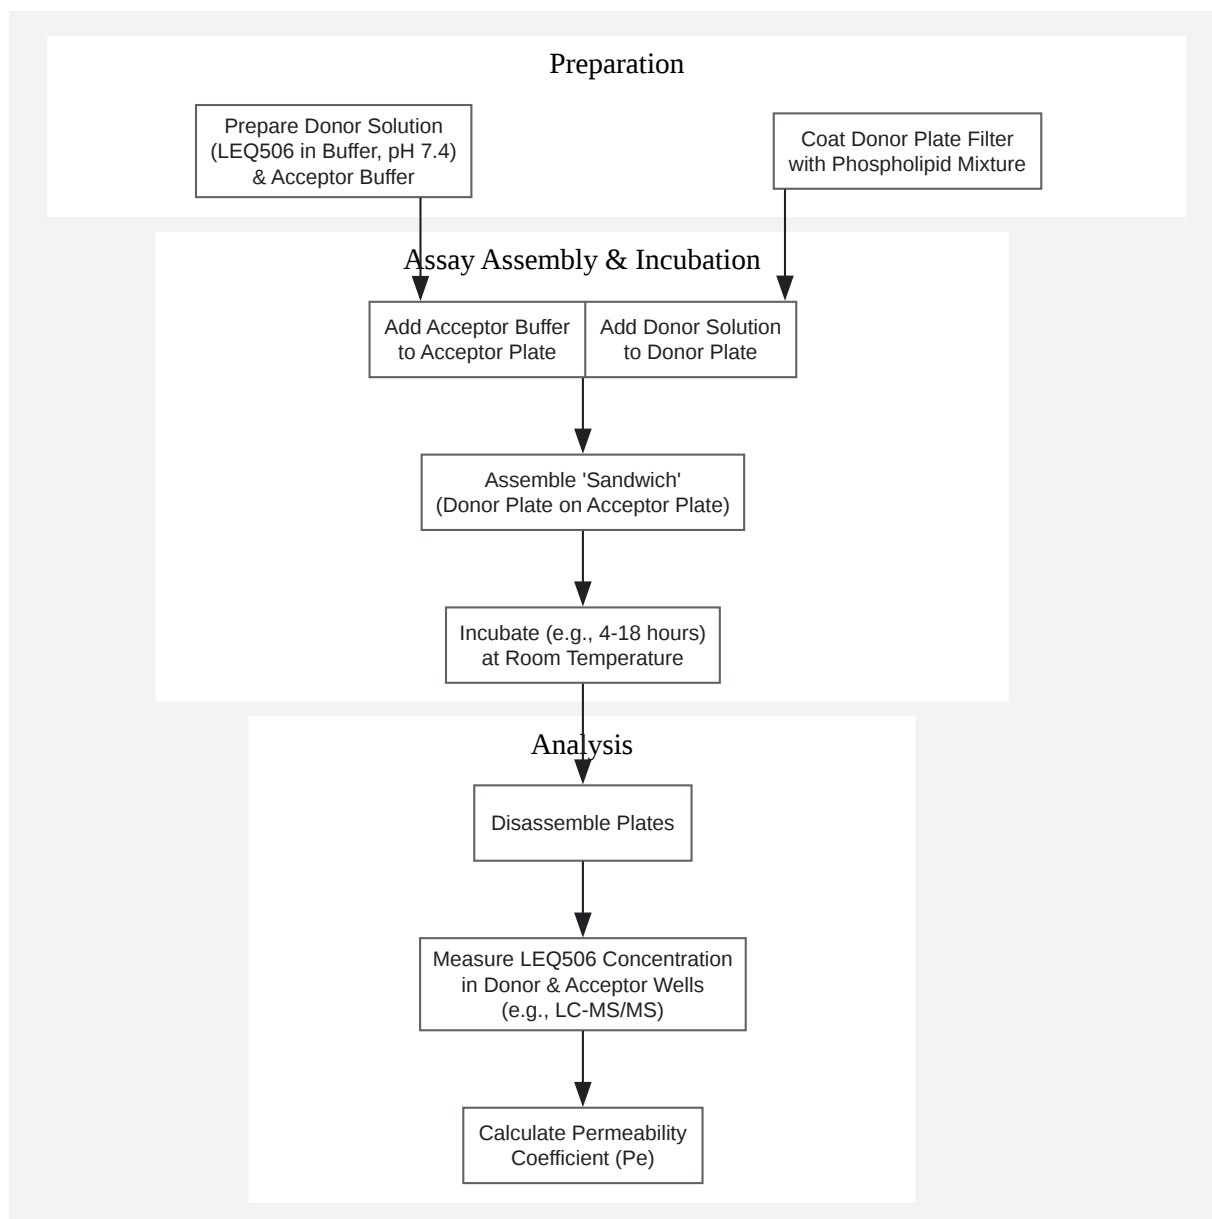 Preparation
Prepare Donor Solution
(LEQ506 in Buffer, pH 7.4)
& Acceptor Buffer
Coat Donor Plate Filter
with Phospholipid Mixture
Assay Assembly & Incubation
Add Acceptor Buffer
to Acceptor Plate
Add Donor Solution
to Donor Plate
Assemble 'Sandwich'
(Donor Plate on Acceptor Plate)
Incubate (e.g., 4-18 hours)
at Room Temperature
Analysis
Disassemble Plates
Measure LEQ506 Concentration
in Donor & Acceptor Wells
(e.g., LC-MS/MS)
Calculate Permeability
Coefficient (Pe)